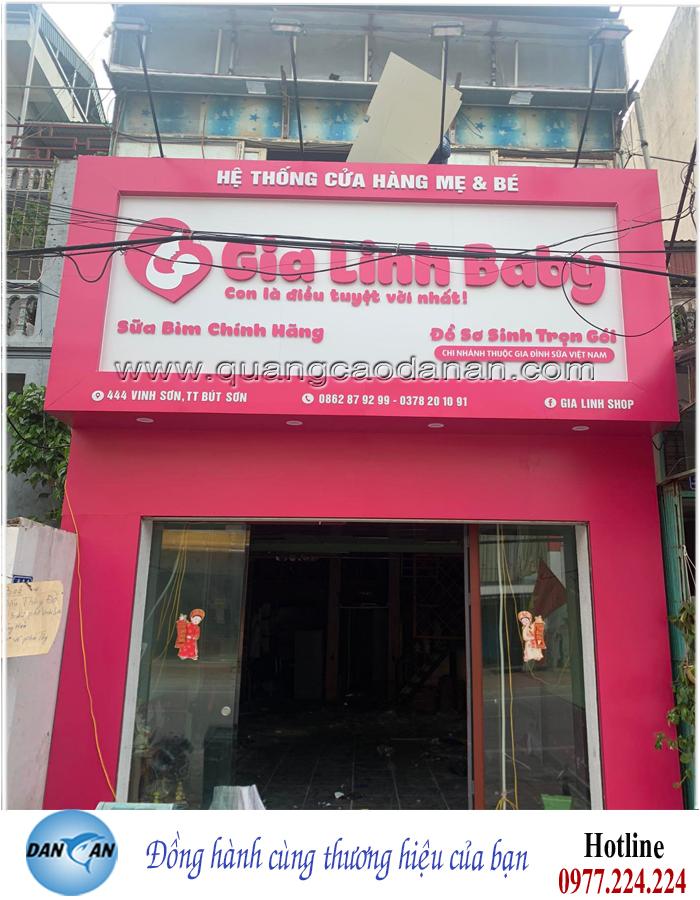 HỆ THỐNG CỬA HÀNG MẸ & BÉ
Gia Linh Baby
Con là điều tuyệt vời nhất!
Sữa Bỉm Chính Hãng
Đồ Sơ Sinh Trọn Gói
CHI NHÁNH THUỘC GIA ĐÌNH SỮA VIỆT NAM
www.quangcaodanan.com
444 VINH SƠN, TT BÚT SƠN
0862 87 92 99 - 0378 20 10 91
GIA LINH SHOP
DAN AN
Đồng hành cùng thương hiệu của bạn
Hotline
0977.224.224